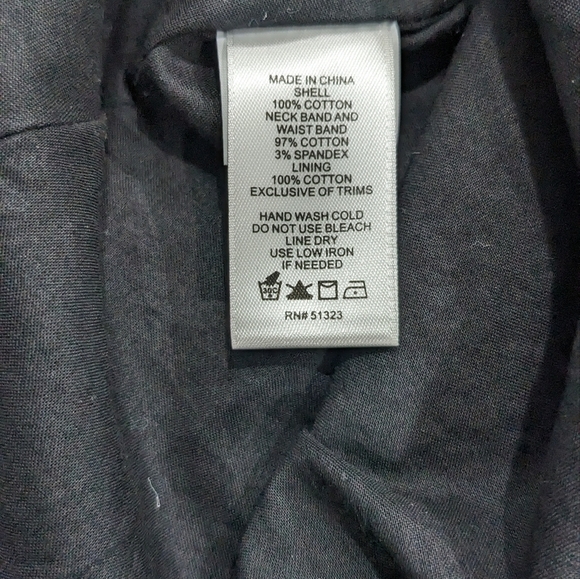 MADE IN CHINA
SHELL
100% COTTON
NECK BAND AND
WAIST BAND
97% COTTON
3% SPANDEX
LINING
100% COTTON
EXCLUSIVE OF TRIMS
HAND WASH COLD
DO NOT USE BLEACH
LINE DRY
USE LOW IRON
IF NEEDED
30C
RN# 51323